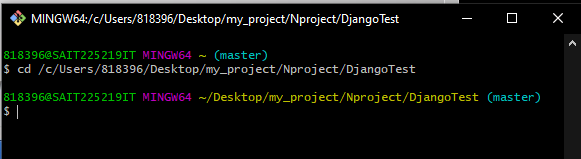 MINGW64:/c/Users/818396/Desktop/my_project/Nproject/DjangoTest
818396@SAIT225219IT MINGW64 ~ (master)
$ cd /c/Users/818396/Desktop/my_project/Nproject/DjangoTest
818396@SAIT225219IT MINGW64 ~/Desktop/my_project/Nproject/DjangoTest (master)
$